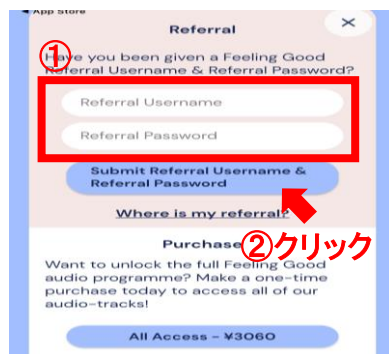 App Store
Referral
①
Have you been given a Feeling Good
Referral Username & Referral Password?
Referral Username
Referral Password
Submit Referral Username &
Referral Password
Where is my referral?
②クリック
Purchase
Want to unlock the full Feeling Good
audio programme? Make a one-time
purchase today to access all of our
audio-tracks!
All Access - ¥3060